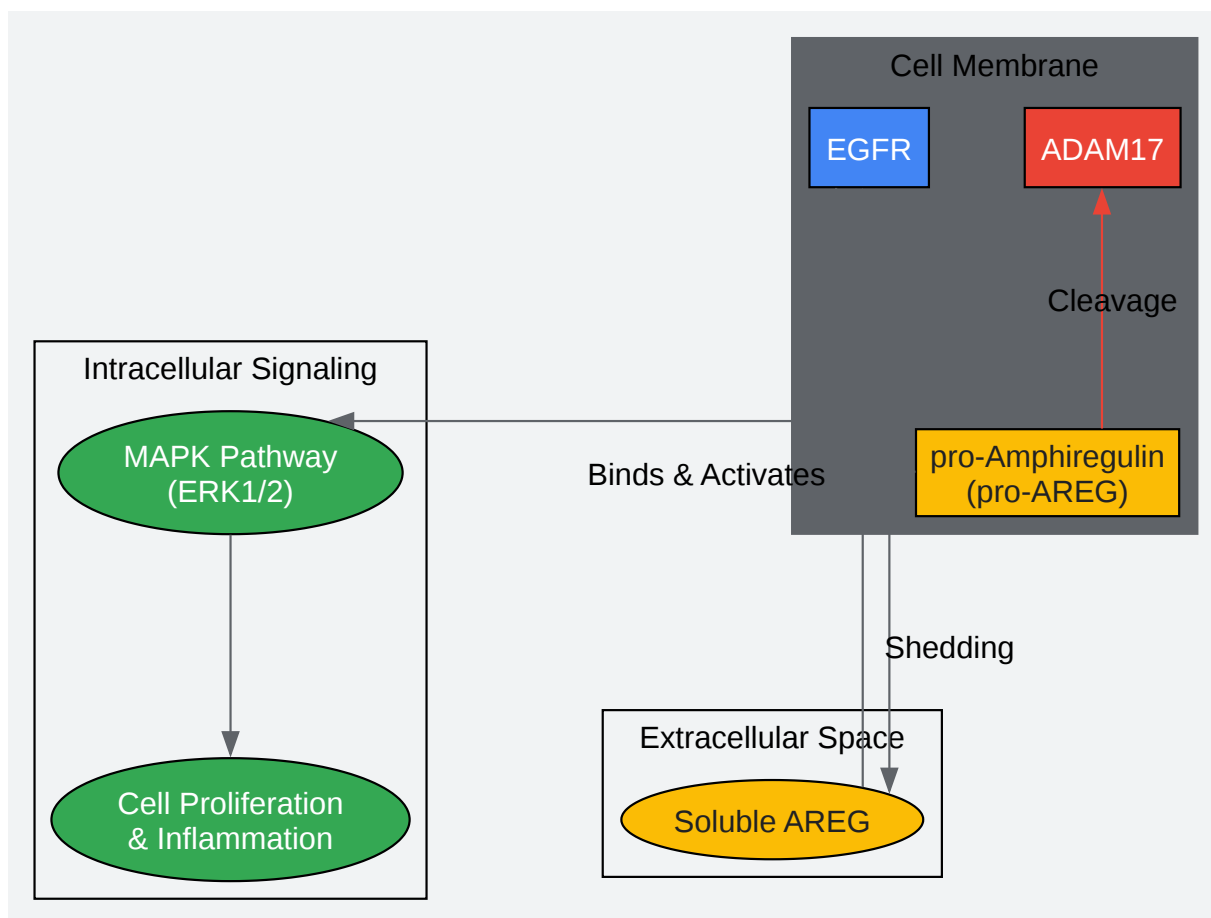 Cell Membrane
EGFR
ADAM17
Cleavage
Intracellular Signaling
MAPK Pathway
(ERK1/2)
Binds & Activates
pro-Amphiregulin
(pro-AREG)
Shedding
Extracellular Space
Cell Proliferation
& Inflammation
Soluble AREG